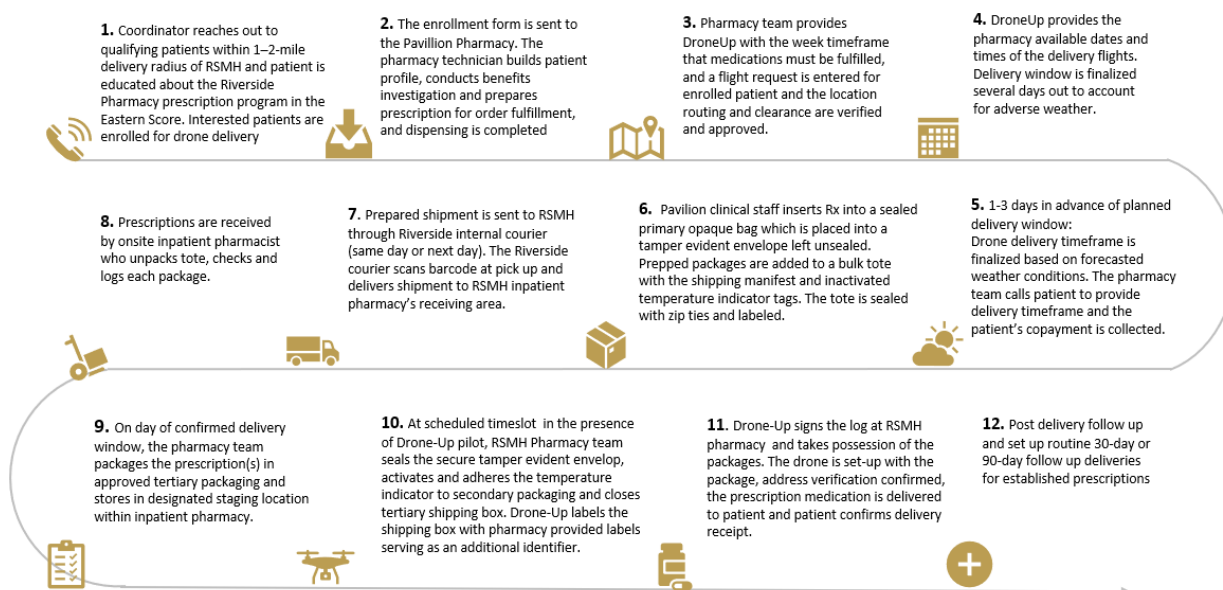 1. Coordinator reaches out to
qualifying patients within 1–2-mile
delivery radius of RSMH and patient is
educated about the Riverside
Pharmacy prescription program in the
Eastern Score. Interested patients are
enrolled for drone delivery
2. The enrollment form is sent to
the Pavillion Pharmacy. The
pharmacy technician builds patient
profile, conducts benefits
investigation and prepares
prescription for order fulfillment,
and dispensing is completed
3. Pharmacy team provides
DroneUp with the week timeframe
that medications must be fulfilled,
and a flight request is entered for
enrolled patient and the location
routing and clearance are verified
and approved.
4. DroneUp provides the
pharmacy available dates and
times of the delivery flights.
Delivery window is finalized
several days out to account
for adverse weather.
5. 1-3 days in advance of planned
delivery window:
Drone delivery timeframe is
finalized based on forecasted
weather conditions. The pharmacy
team calls patient to provide
delivery timeframe and the
patient's copayment is collected.
6. Pavilion clinical staff inserts Rx into a sealed
primary opaque bag which is placed into a
tamper evident envelope left unsealed.
Prepped packages are added to a bulk tote
with the shipping manifest and inactivated
temperature indicator tags. The tote is sealed
with zip ties and labeled.
7. Prepared shipment is sent to RSMH
through Riverside internal courier
(same day or next day). The Riverside
courier scans barcode at pick up and
delivers shipment to RSMH inpatient
pharmacy's receiving area.
8. Prescriptions are received
by onsite inpatient pharmacist
who unpacks tote, checks and
logs each package.
9. On day of confirmed delivery
window, the pharmacy team
packages the prescription(s) in
approved tertiary packaging and
stores in designated staging location
within inpatient pharmacy.
10. At scheduled timeslot in the presence
of Drone-Up pilot, RSMH Pharmacy team
seals the secure tamper evident envelop,
activates and adheres the temperature
indicator to secondary packaging and closes
tertiary shipping box. Drone-Up labels the
shipping box with pharmacy provided labels
serving as an additional identifier.
11. Drone-Up signs the log at RSMH
pharmacy and takes possession of the
packages. The drone is set-up with the
package, address verification confirmed,
the prescription medication is delivered
to patient and patient confirms delivery
receipt.
12. Post delivery follow up
and set up routine 30-day or
90-day follow up deliveries
for established prescriptions